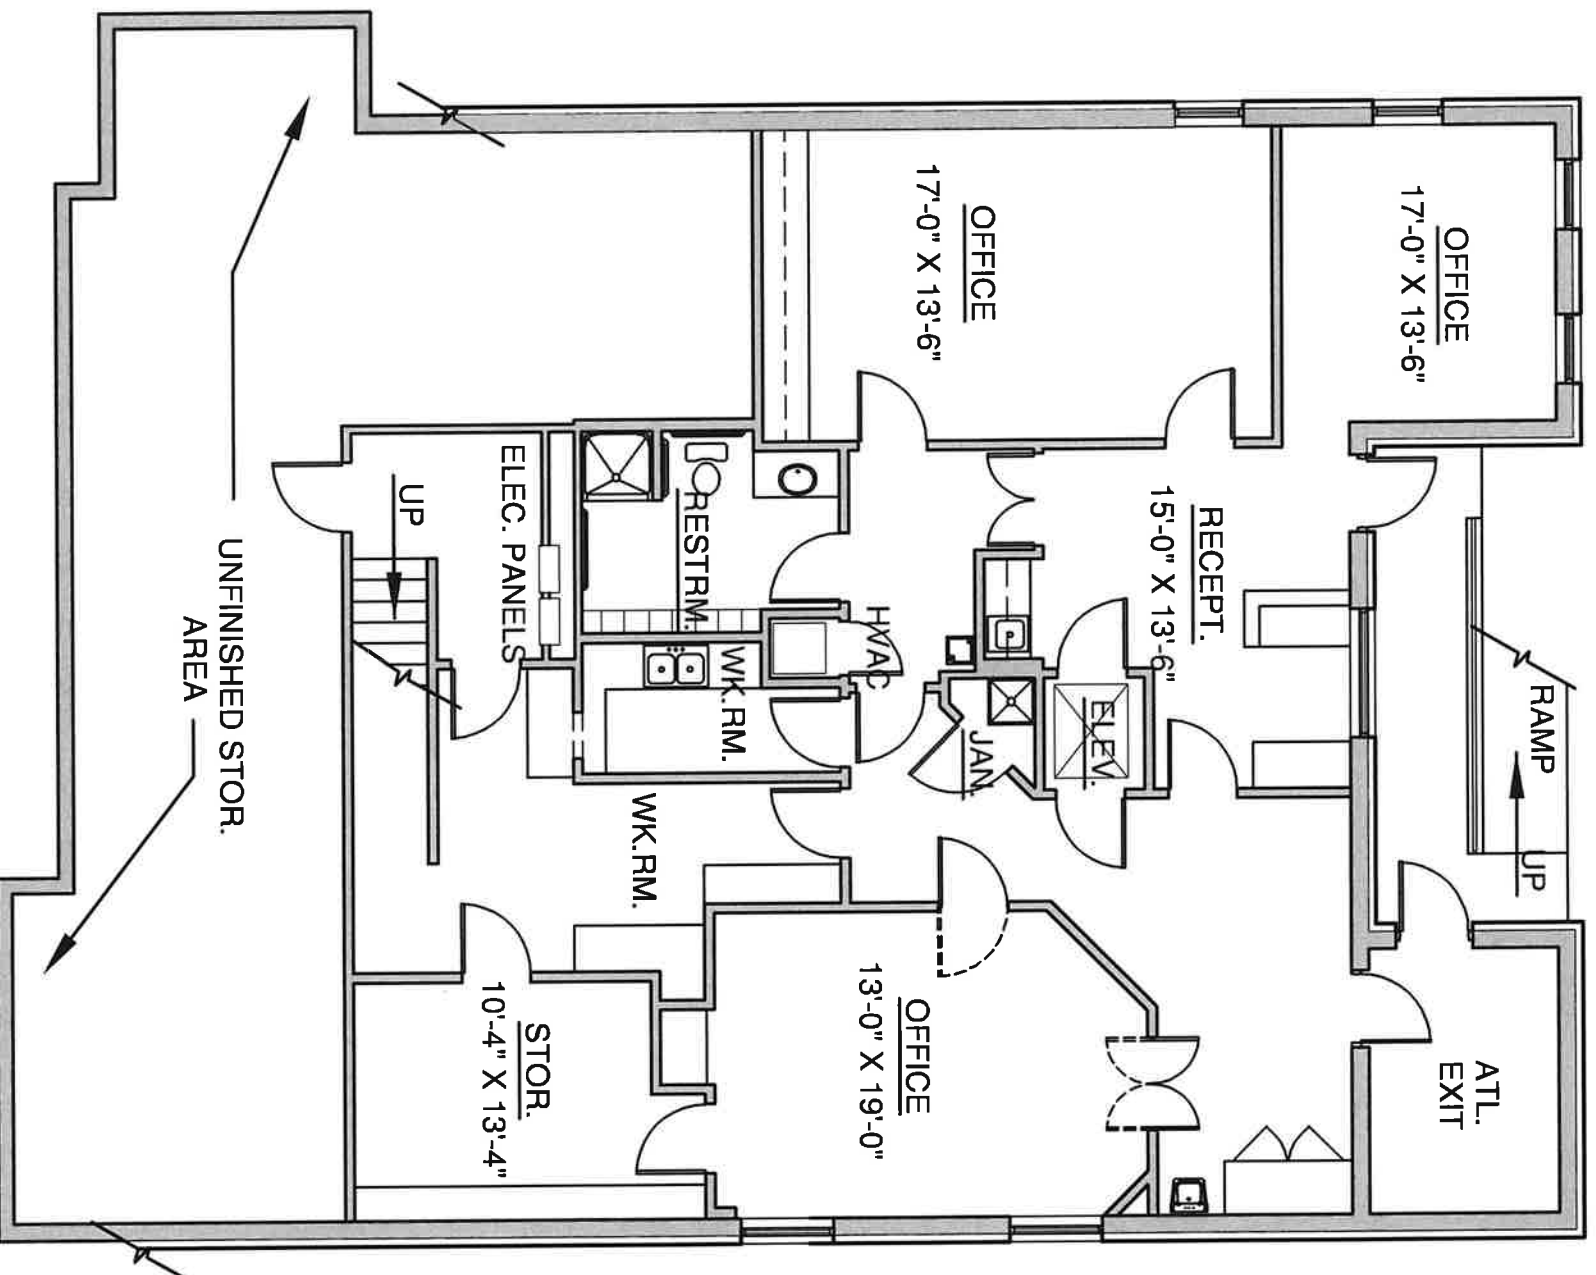 OFFICE
17'-0" X 13'-6"
OFFICE
17'-0" X 13'-6"
RECEPT.
15'-0" X 13'-6"
RAMP
UP
ELEV.
JAN.
HVAC
RESTRM.
WK.RM.
WK.RM.
ELEC. PANELS
UP
UNFINISHED STOR.
AREA
ATL.
EXIT
OFFICE
13'-0" X 19'-0"
STOR.
10'-4" X 13'-4"